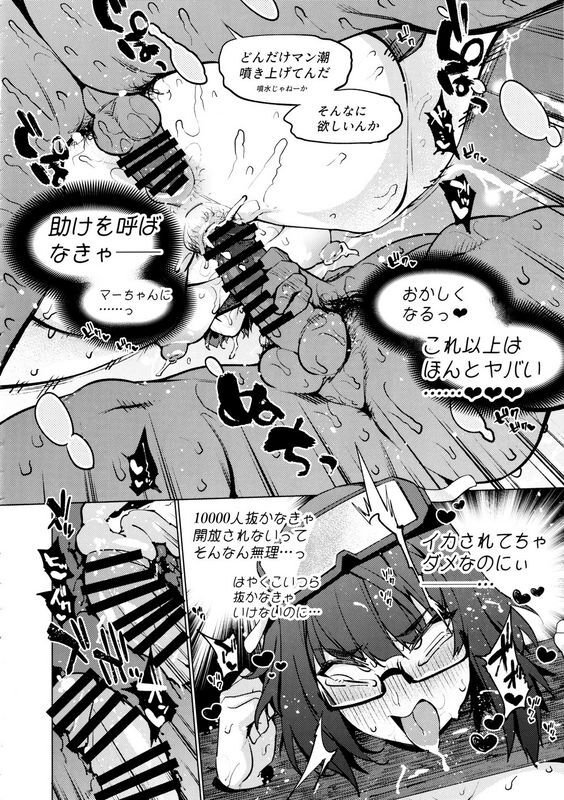 どんだけマン潮
噴き上げてんだ
噴水じゃねーか
そんなに
欲しいんか
おかしく
なるっ♥
これ以上は
ほんとヤバい
……♥♥♥
助けを呼ば
なきゃ――
マーちゃんに
……っ
イカされてちゃ
ダメなのにぃ
―――…
10000人抜かなきゃ
開放されないって
そんなん無理…っ
はやくこいつら
抜かなきゃ
いけないのに…